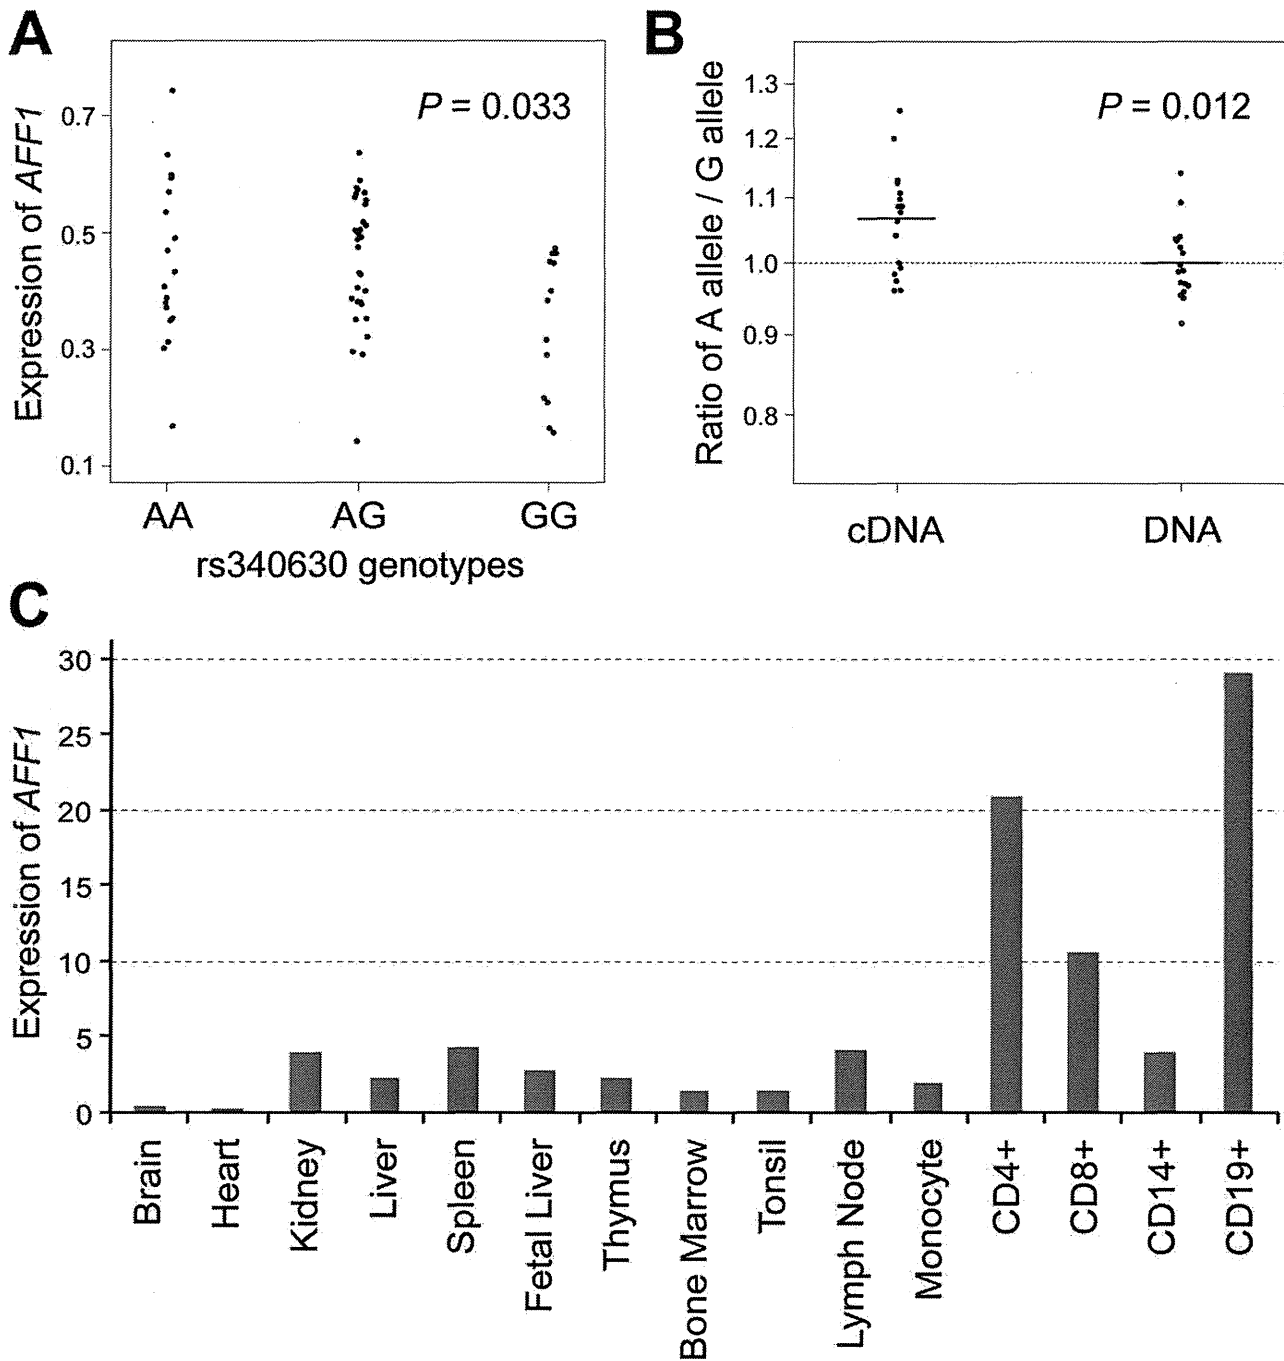 A
Expression of AFF1
0.7
0.5
0.3
0.1
P = 0.033
AA
AG
GG
rs340630 genotypes
B
Ratio of A allele / G allele
1.3
1.2
1.1
1.0
0.9
0.8
P = 0.012
cDNA
DNA
C
Expression of AFF1
30
25
20
15
10
5
0
Brain
Heart
Kidney
Liver
Spleen
Fetal Liver
Thymus
Bone Marrow
Tonsil
Lymph Node
Monocyte
CD4+
CD8+
CD14+
CD19+